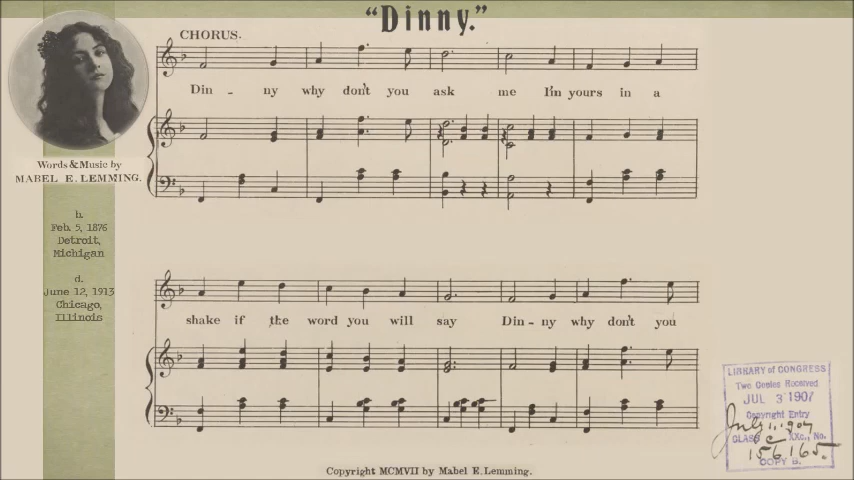 “Dinny.”
CHORUS.
Din - ny why don't you ask me I'm yours in a
Words & Music by
MABEL E. LEMMING.
b.
Feb. 5, 1876
Detroit,
Michigan
d.
June 12, 1913
Chicago,
Illinois
shake if the word you will say Din - ny why don't you
LIBRARY of CONGRESS
Two Copies Received
JUL 3 1907
Copyright Entry
July 1, 1907
CLASS C XXc., No.
156165.
COPY B.
Copyright MCMVII by Mabel E. Lemming.